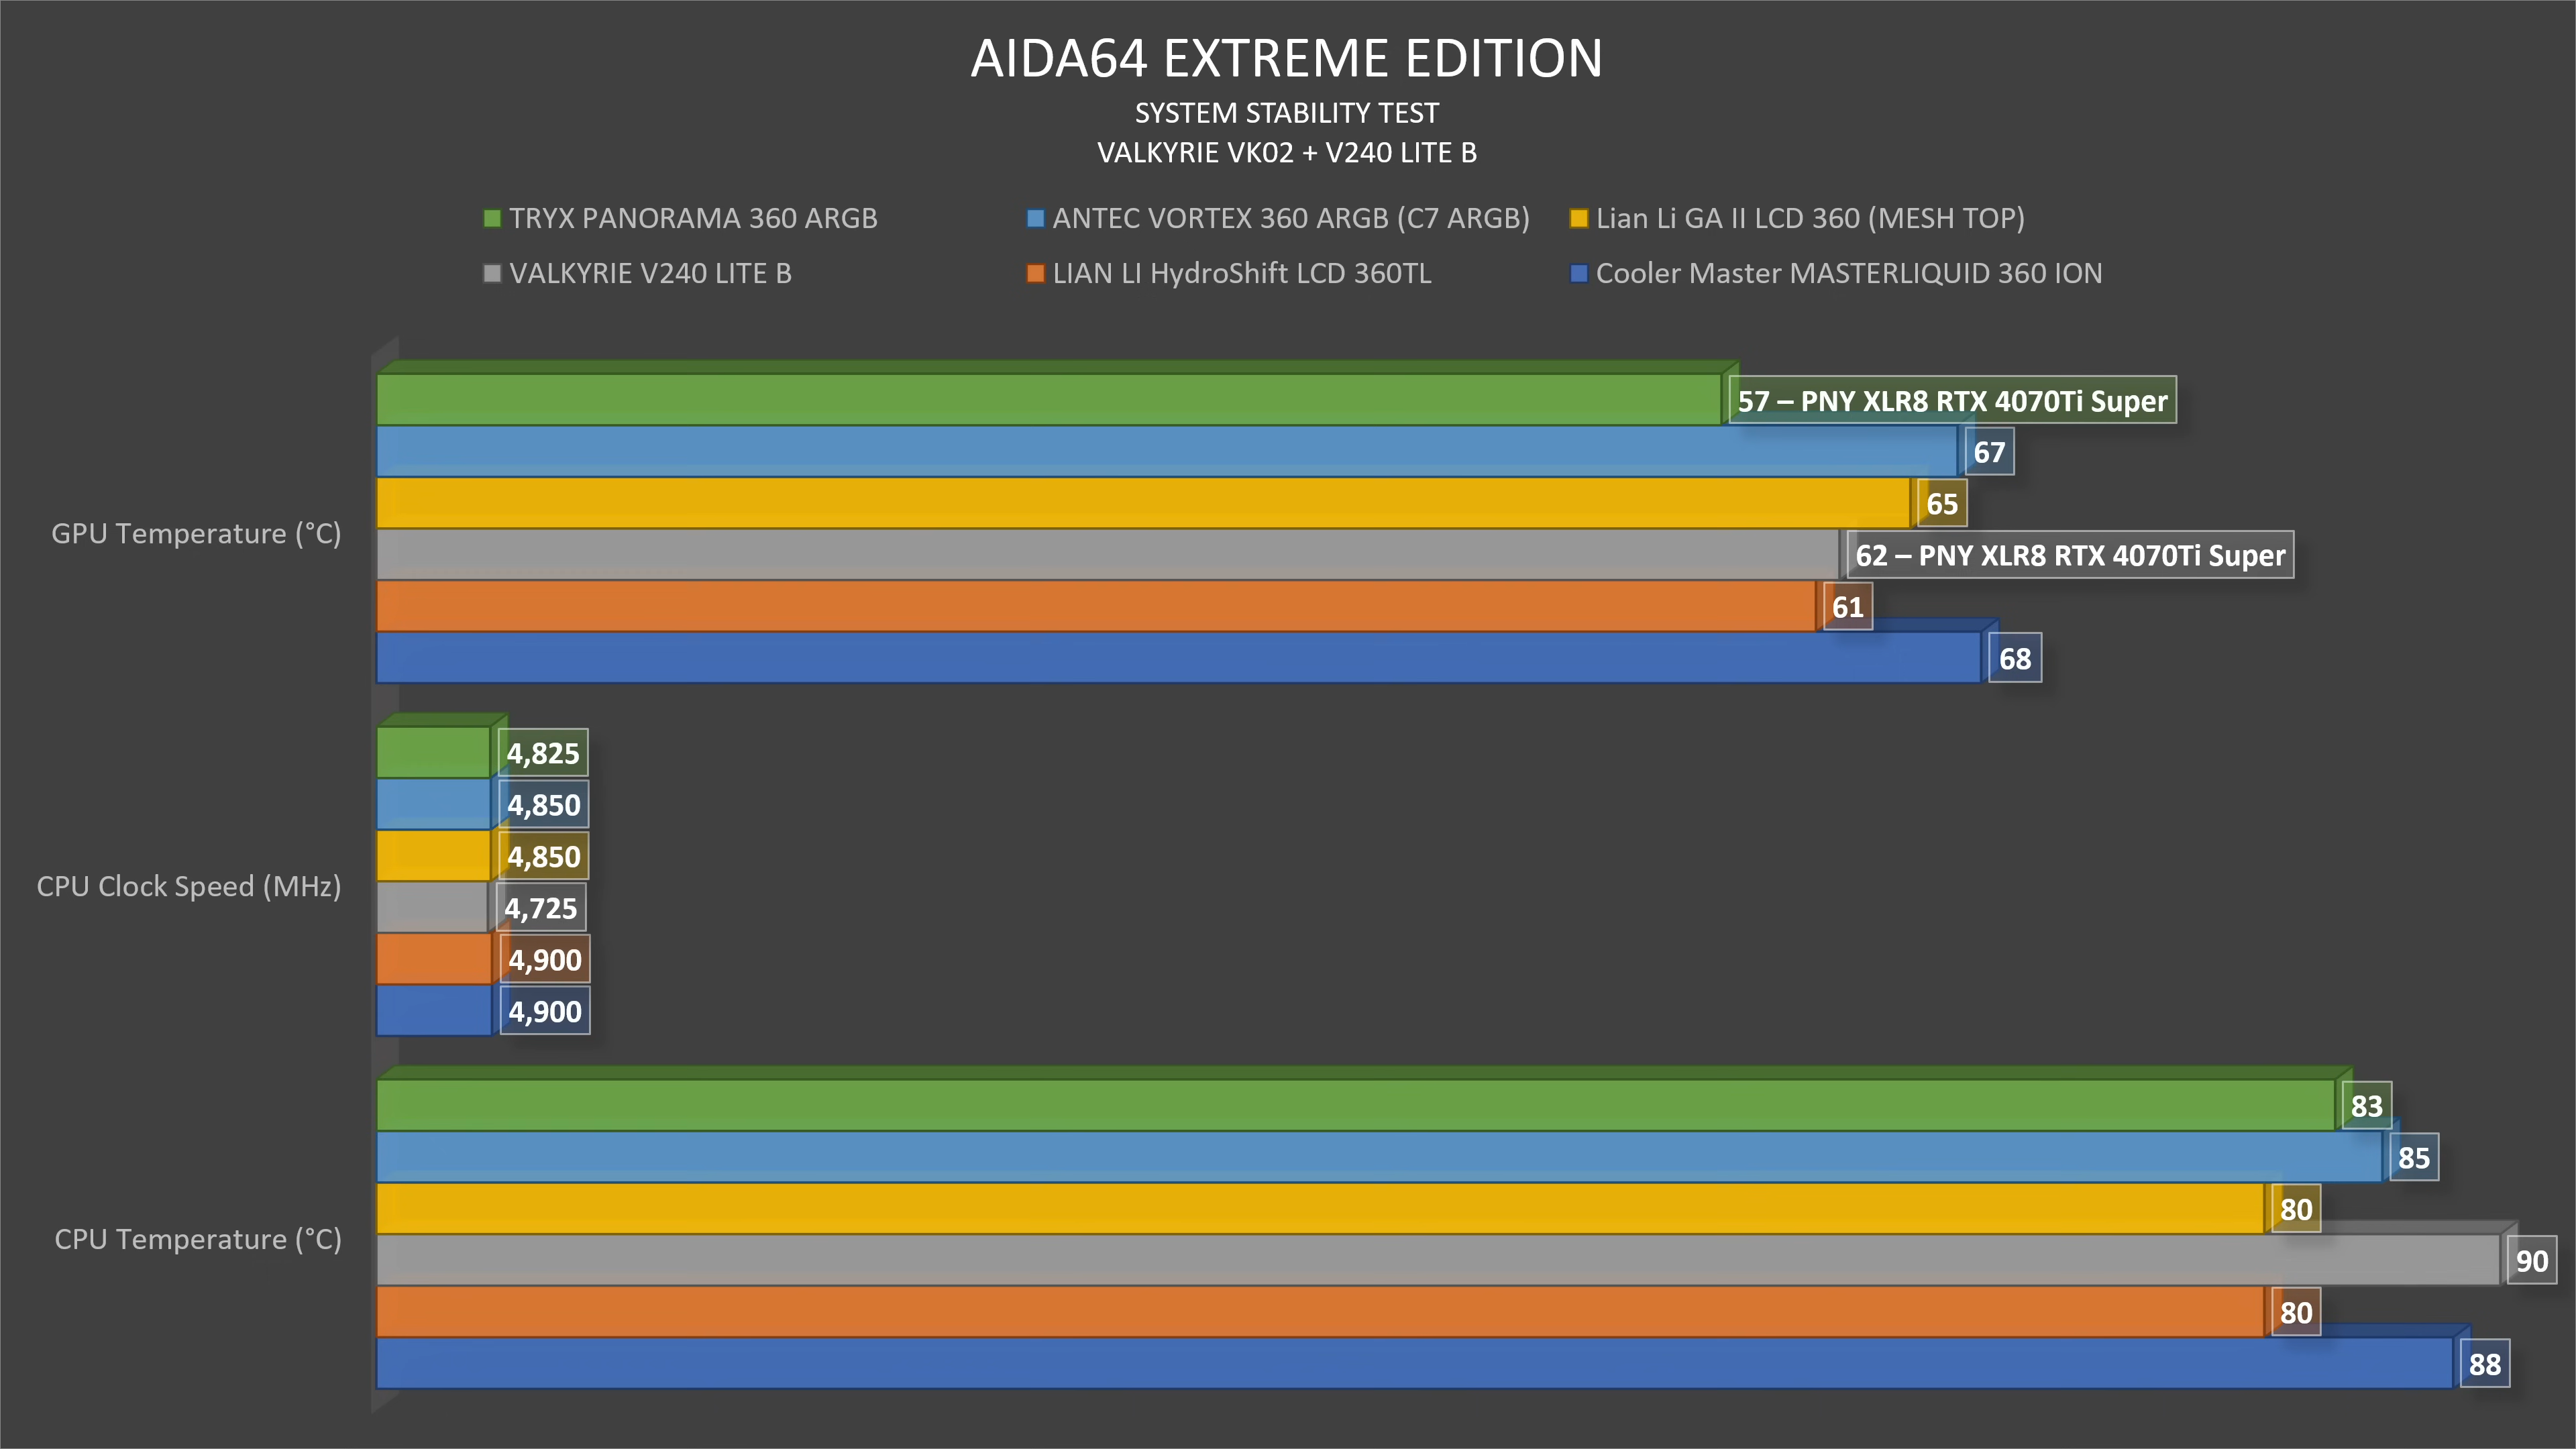 AIDA64 EXTREME EDITION
SYSTEM STABILITY TEST
VALKYRIE VK02 + V240 LITE B
TRYX PANORAMA 360 ARGB
ANTEC VORTEX 360 ARGB (C7 ARGB)
Lian Li GA II LCD 360 (MESH TOP)
VALKYRIE V240 LITE B
LIAN LI HydroShift LCD 360TL
Cooler Master MASTERLIQUID 360 ION
GPU Temperature (°C)
57 – PNY XLR8 RTX 4070Ti Super
67
65
62 – PNY XLR8 RTX 4070Ti Super
61
68
CPU Clock Speed (MHz)
4,825
4,850
4,850
4,725
4,900
4,900
CPU Temperature (°C)
83
85
80
90
80
88